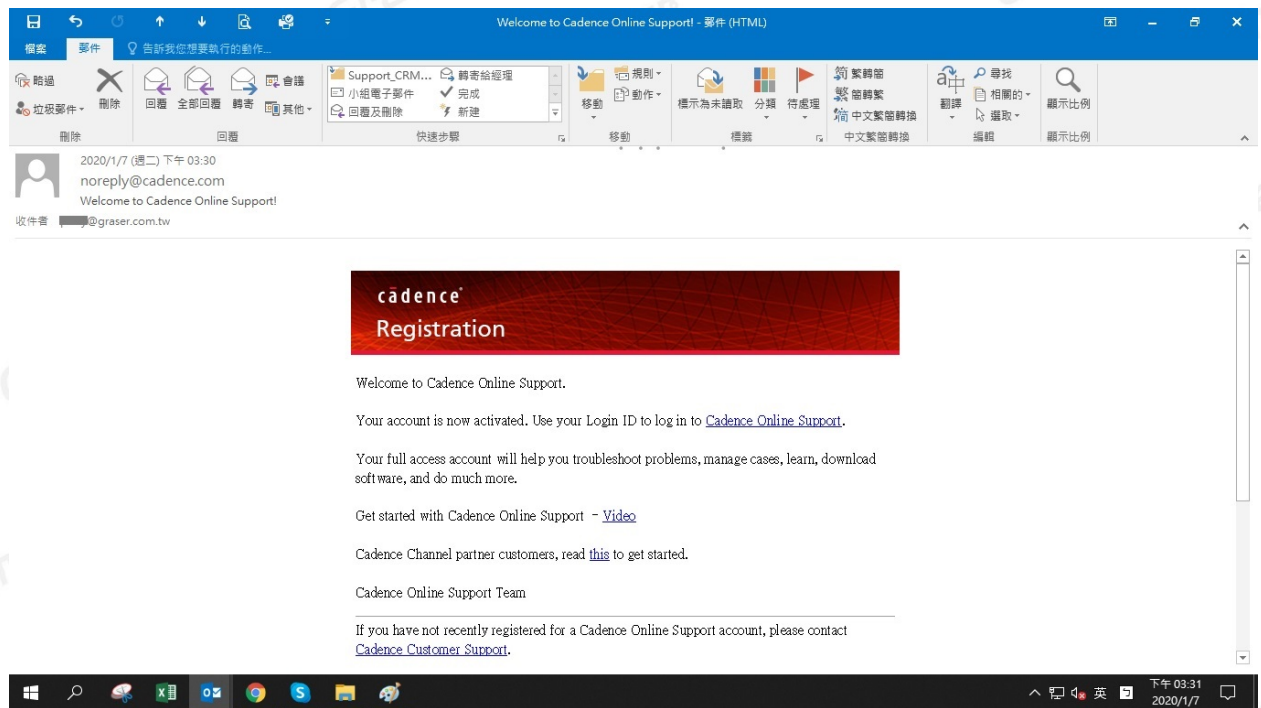 Welcome to Cadence Online Support! - 郵件 (HTML)
檔案 郵件 告訴我您想要執行的動作...
略過
垃圾郵件
刪除
回覆 全部回覆 轉寄
會議
其他
Support_CRM... 轉寄給經理
小組電子郵件 完成
回覆及刪除 新建
移動
規則
動作
標示為未讀取 分類 待處理
簡 繁轉簡
繁 簡轉繁
簡 中文繁簡轉換
翻譯
尋找
相關的
選取
顯示比例
刪除 回覆 快速步驟 移動 標籤 中文繁簡轉換 編輯 顯示比例
2020/1/7 (週二) 下午 03:30
noreply@cadence.com
Welcome to Cadence Online Support!
收件者 @graser.com.tw
cādence®
Registration
Welcome to Cadence Online Support.
Your account is now activated. Use your Login ID to log in to Cadence Online Support.
Your full access account will help you troubleshoot problems, manage cases, learn, download
software, and do much more.
Get started with Cadence Online Support - Video
Cadence Channel partner customers, read this to get started.
Cadence Online Support Team
If you have not recently registered for a Cadence Online Support account, please contact
Cadence Customer Support.
英
下午 03:31
2020/1/7